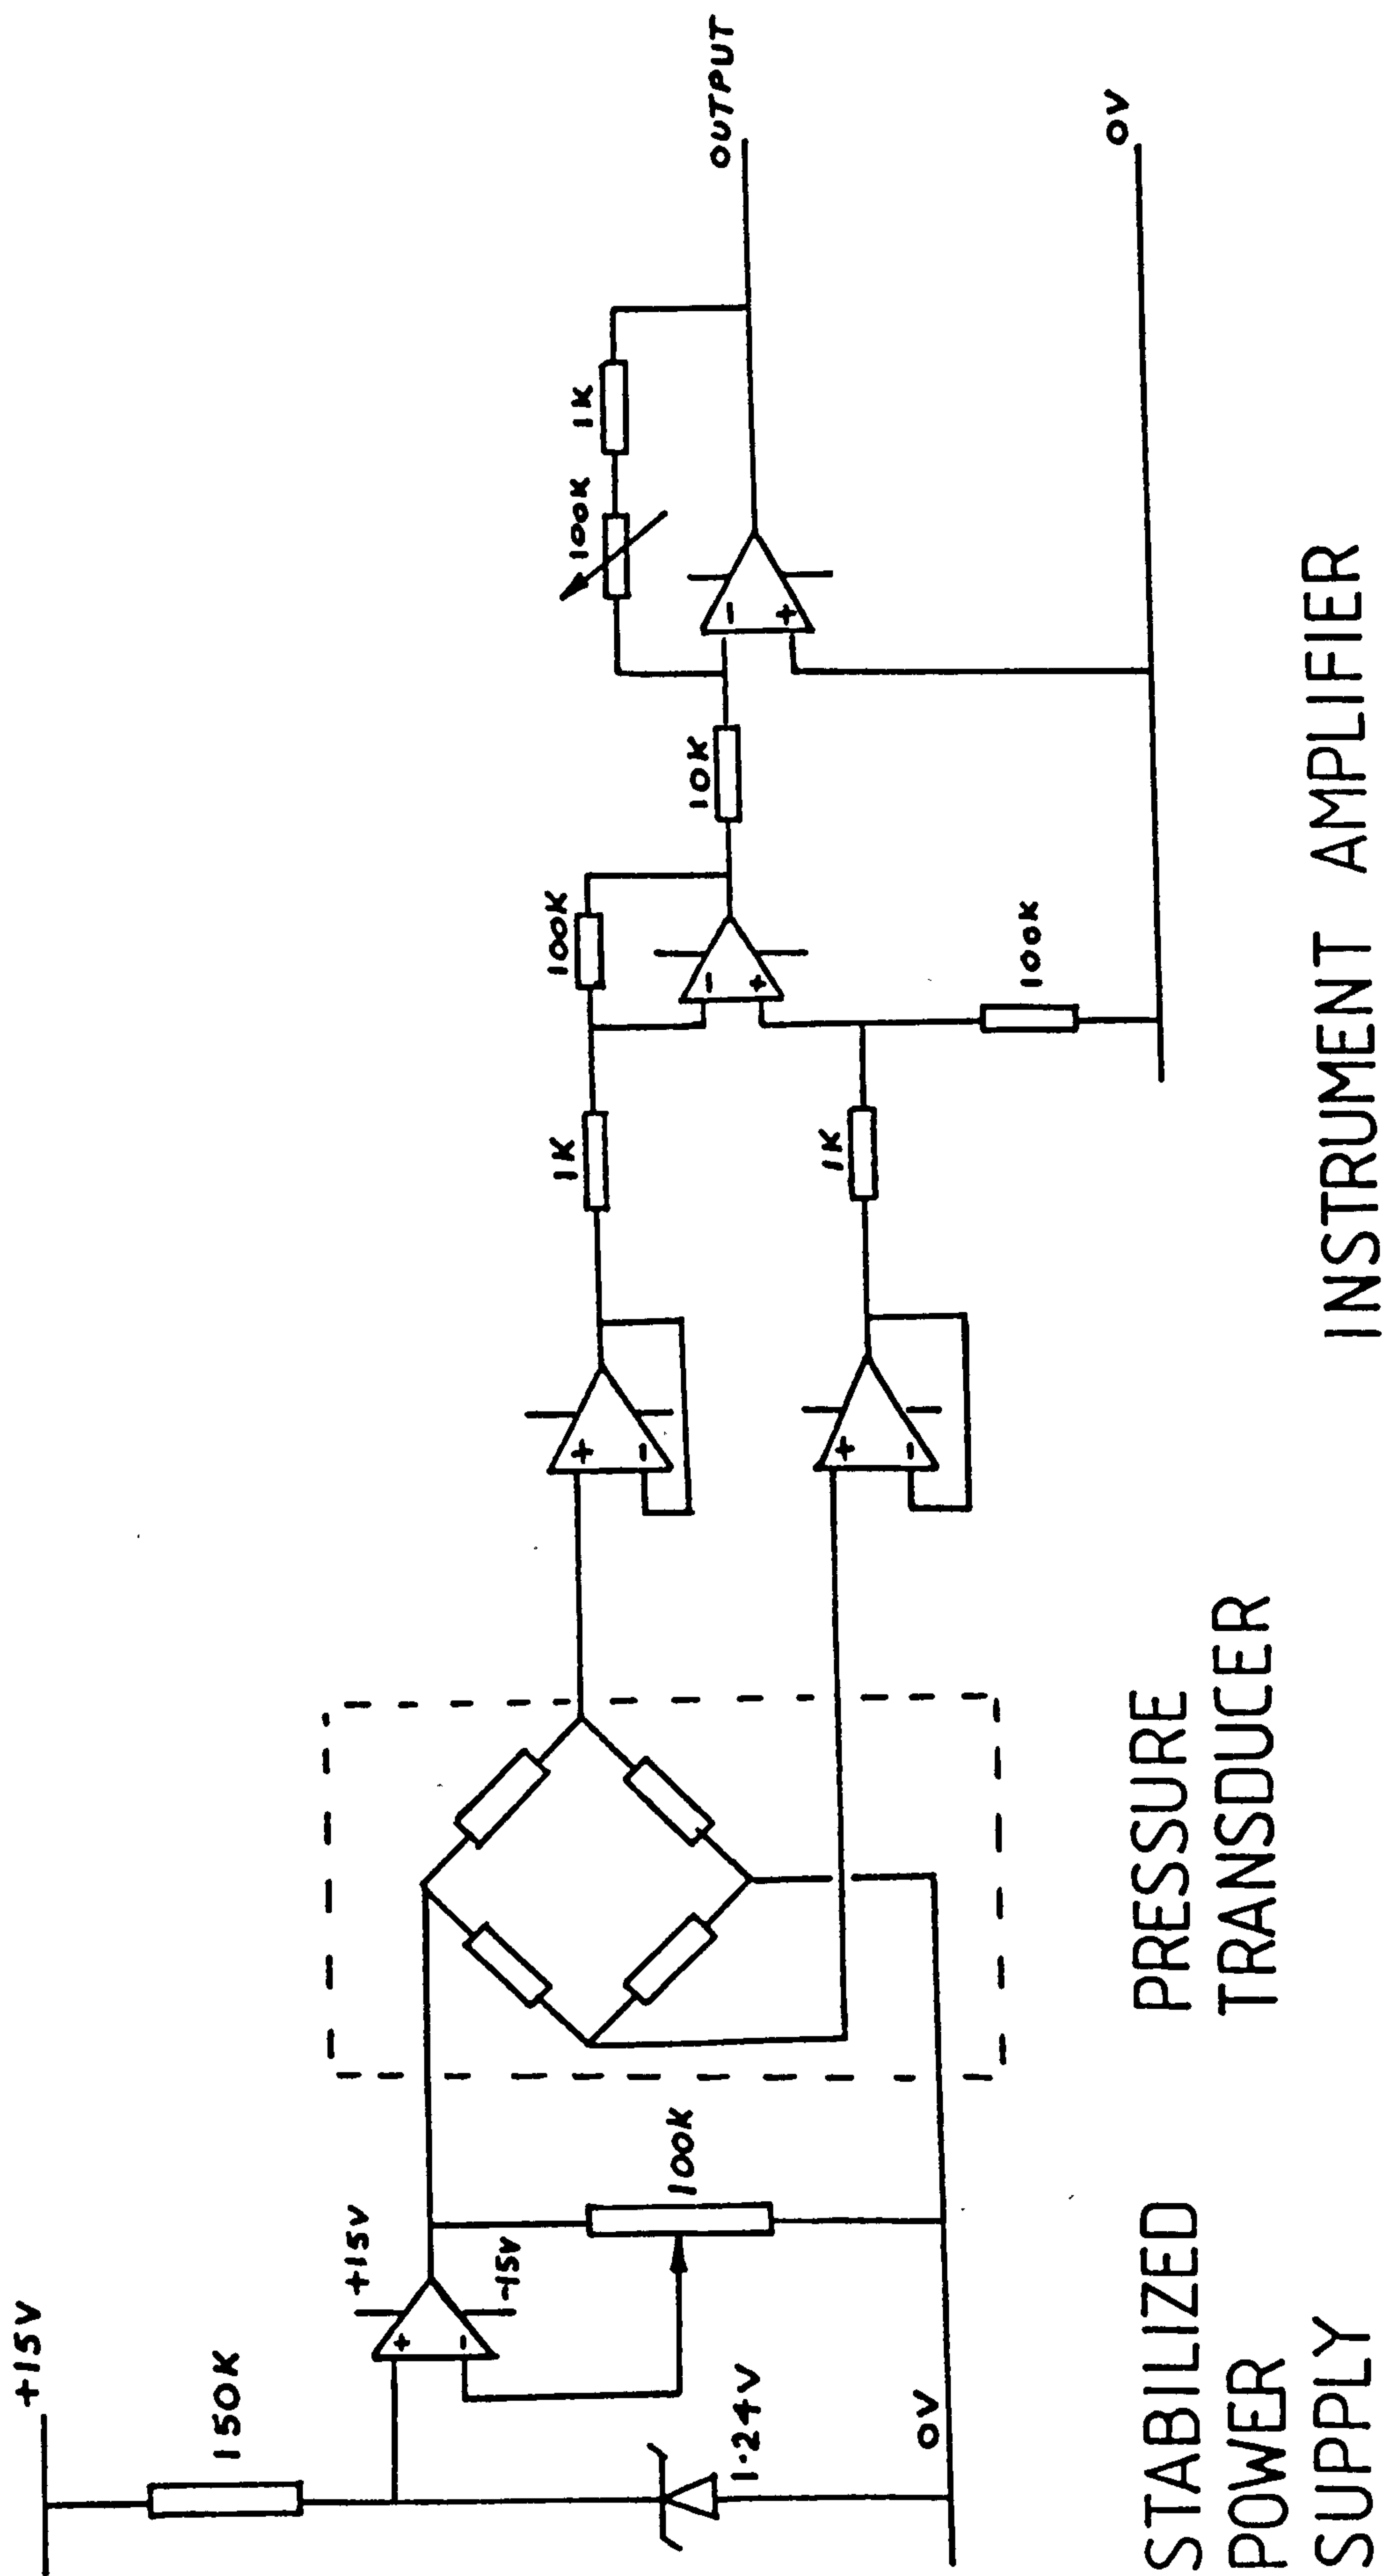 +15V
150K
+
-
+15V
-15V
1.24V
0V
100K
+
-
+
-
1K
1K
100K
-
+
100K
10K
100K
1K
-
+
OUTPUT
0V
STABILIZED
POWER
SUPPLY
PRESSURE
TRANSDUCER
INSTRUMENT AMPLIFIER